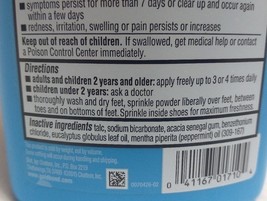 ■ symptoms persist for more than 7 days or clear up and occur again
within a few days
■ redness, irritation, swelling or pain persists or increases
Keep out of reach of children. If swallowed, get medical help or contact
a Poison Control Center immediately.
Directions
■ adults and children 2 years and older: apply freely up to 3 or 4 times daily
■ children under 2 years: ask a doctor
■ thoroughly wash and dry feet, sprinkle powder liberally over feet, between
toes and on bottoms of feet. Sprinkle inside shoes for maximum freshness.
Inactive ingredients talc, sodium bicarbonate, acacia senegal gum, benzethonium
chloride, eucalyptus globulus leaf oil, mentha piperita (peppermint) oil (309-167)
0 41167 01710 4